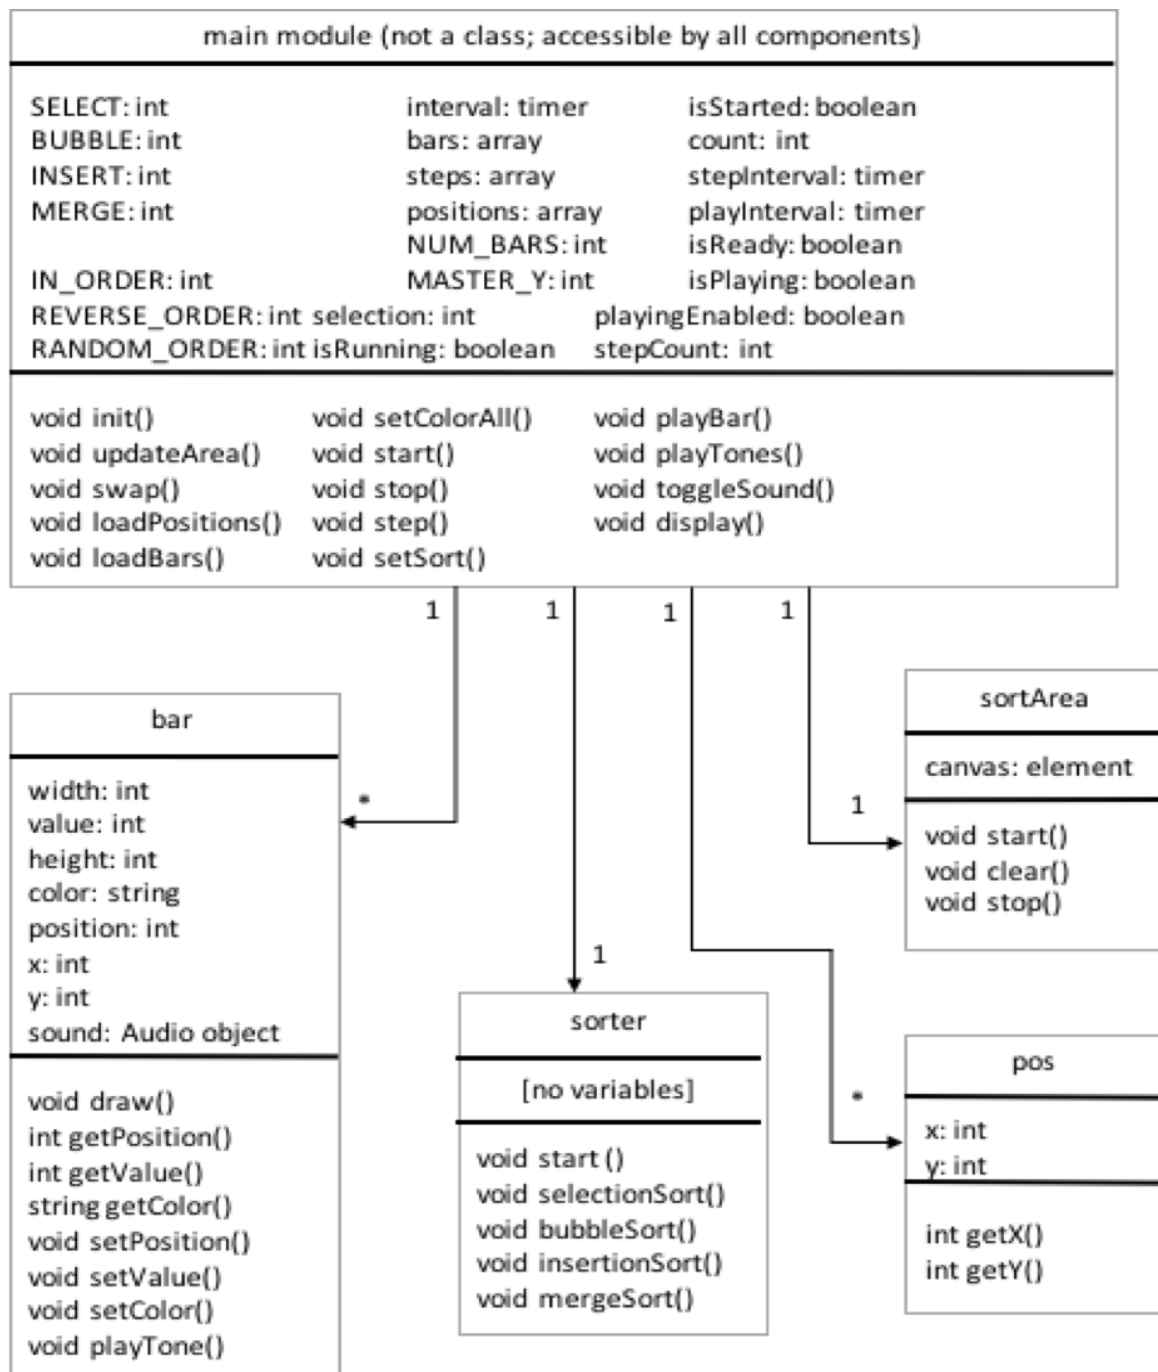 main module (not a class; accessible by all components)
SELECT: int interval: timer isStarted: boolean
BUBBLE: int bars: array count: int
INSERT: int steps: array stepInterval: timer
MERGE: int positions: array playInterval: timer
NUM_BARS: int isReady: boolean
IN_ORDER: int MASTER_Y: int isPlaying: boolean
REVERSE_ORDER: int selection: int playingEnabled: boolean
RANDOM_ORDER: int isRunning: boolean stepCount: int
void init() void setColorAll() void playBar()
void updateArea() void start() void playTones()
void swap() void stop() void toggleSound()
void loadPositions() void step() void display()
void loadBars() void setSort()
1 1 1 1
bar
width: int
value: int
height: int
color: string
position: int
x: int
y: int
sound: Audio object
void draw()
int getPosition()
int getValue()
string getColor()
void setPosition()
void setValue()
void setColor()
void playTone()
*
1
sorter
[no variables]
void start ()
void selectionSort()
void bubbleSort()
void insertionSort()
void mergeSort()
1
sortArea
canvas: element
void start()
void clear()
void stop()
*
pos
x: int
y: int
int getX()
int getY()